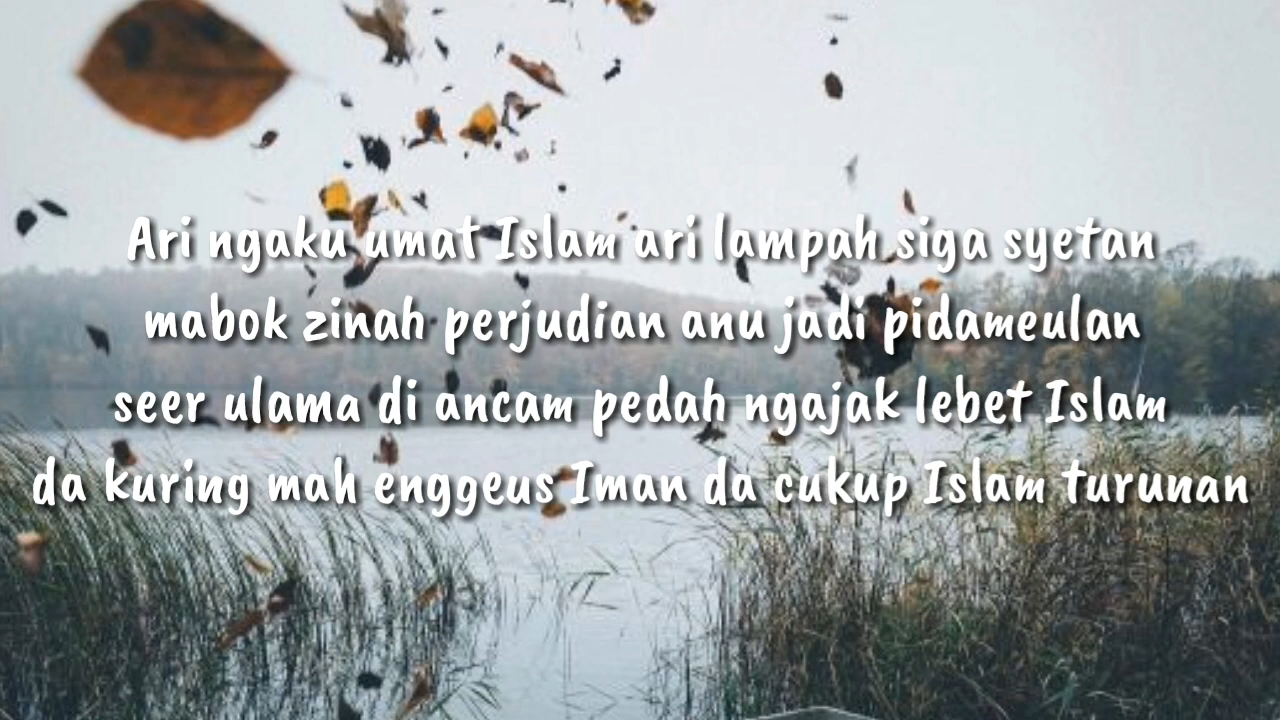 Ari ngaku umat Islam ari lampah siga syetan
mabok zinah perjudian anu jadi pidameulan
seer ulama di ancam pedah ngajak lebet Islam
da kuring mah enggeus Iman da cukup Islam turunan